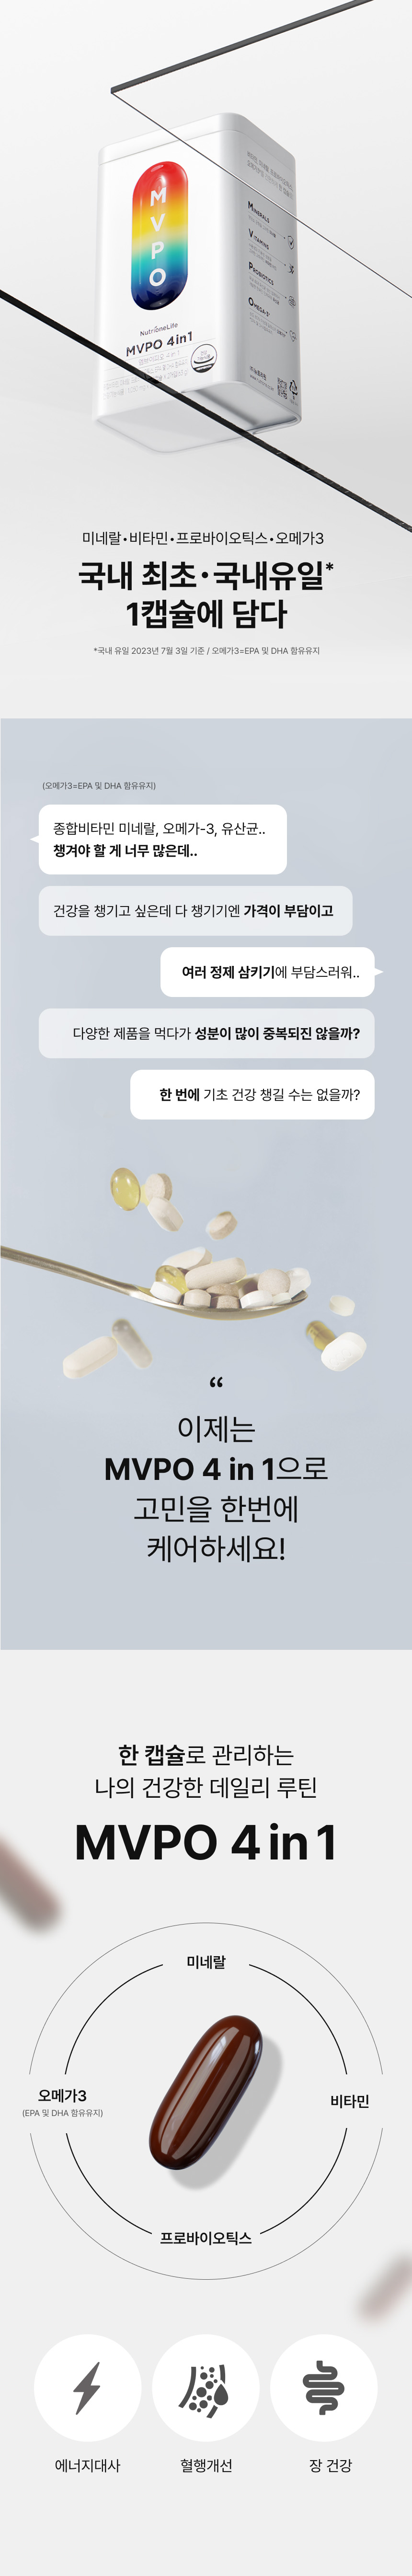 M
V
P
O
NutrioneLife
MVPO 4in1
MINERALS
VITAMINS
PROBIOTICS
OMEGA-3
미네랄•비타민•프로바이오틱스•오메가3
국내 최초•국내유일*
1캡슐에 담다
*국내 유일 2023년 7월 3일 기준 / 오메가3=EPA 및 DHA 함유유지
(오메가3=EPA 및 DHA 함유유지)
종합비타민 미네랄, 오메가-3, 유산균..
챙겨야 할 게 너무 많은데..
건강을 챙기고 싶은데 다 챙기기엔 가격이 부담이고
여러 정제 삼키기에 부담스러워..
다양한 제품을 먹다가 성분이 많이 중복되진 않을까?
한 번에 기초 건강 챙길 수는 없을까?
“
이제는
MVPO 4 in 1으로
고민을 한번에
케어하세요!
한 캡슐로 관리하는
나의 건강한 데일리 루틴
MVPO 4 in 1
미네랄
오메가3
(EPA 및 DHA 함유유지)
비타민
프로바이오틱스
에너지대사
혈행개선
장 건강